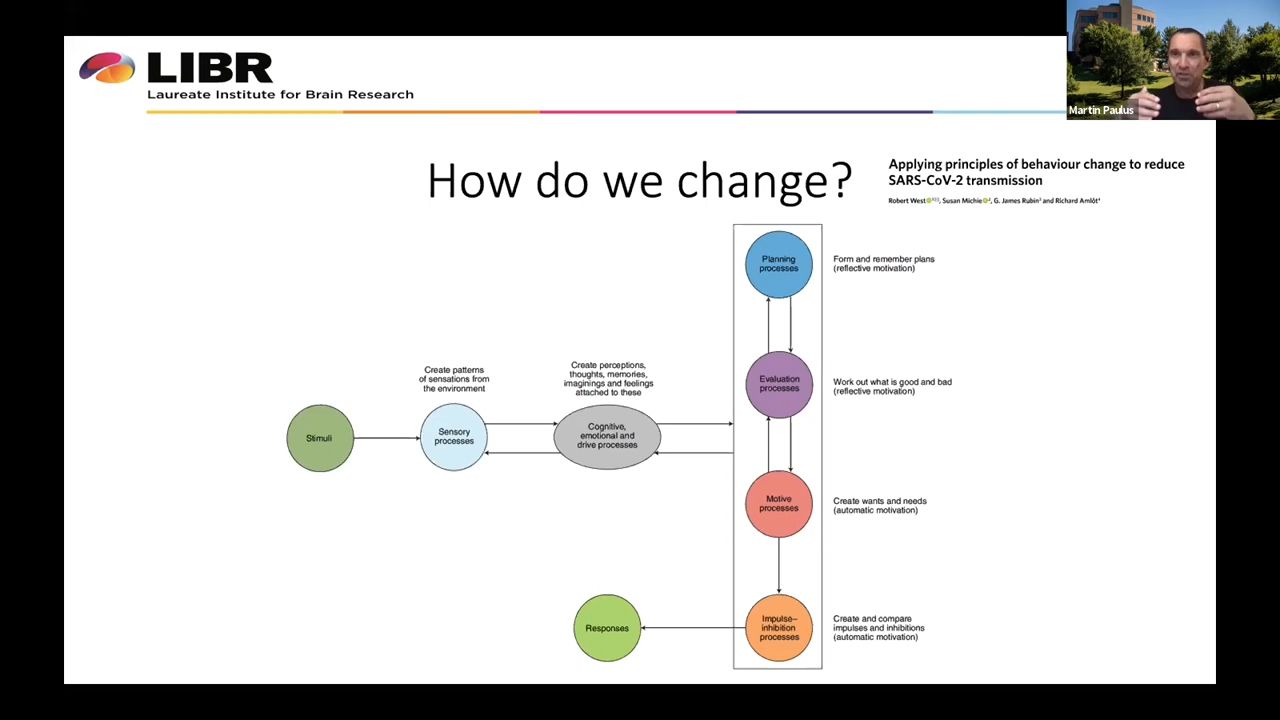 LIBR
Laureate Institute for Brain Research
Martin Paulus
How do we change?
Applying principles of behaviour change to reduce
SARS-CoV-2 transmission
Robert West, Susan Michie, G. James Rubin and Richard Amlôt
Planning
processes
Form and remember plans
(reflective motivation)
Create patterns
of sensations from
the environment
Create perceptions,
thoughts, memories,
imaginings and feelings
attached to these
Evaluation
processes
Work out what is good and bad
(reflective motivation)
Stimuli
Sensory
processes
Cognitive,
emotional and
drive processes
Motive
processes
Create wants and needs
(automatic motivation)
Responses
Impulse–
inhibition
processes
Create and compare
impulses and inhibitions
(automatic motivation)